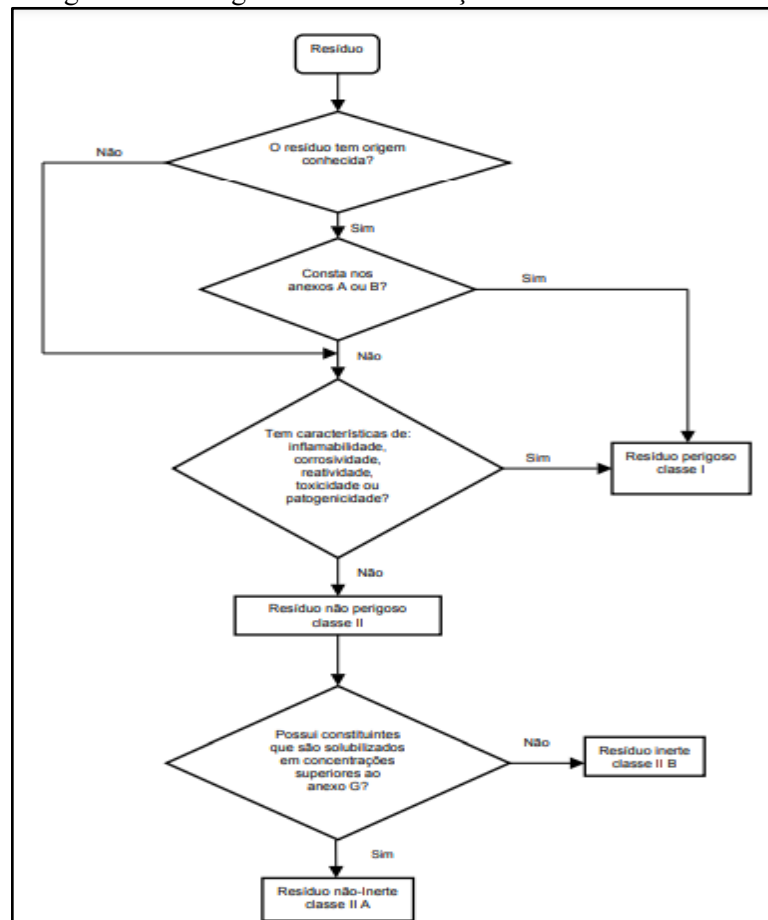 Resíduo
O resíduo tem origem
conhecida?
Não
Sim
Consta nos
anexos A ou B?
Sim
Não
Tem características de:
inflamabilidade,
corrosividade,
reatividade,
toxicidade ou
patogenicidade?
Sim
Resíduo perigoso
classe I
Não
Resíduo não perigoso
classe II
Possui constituintes
que são solubilizados
em concentrações
superiores ao
anexo G?
Não
Resíduo inerte
classe II B
Sim
Resíduo não-Inerte
classe II A